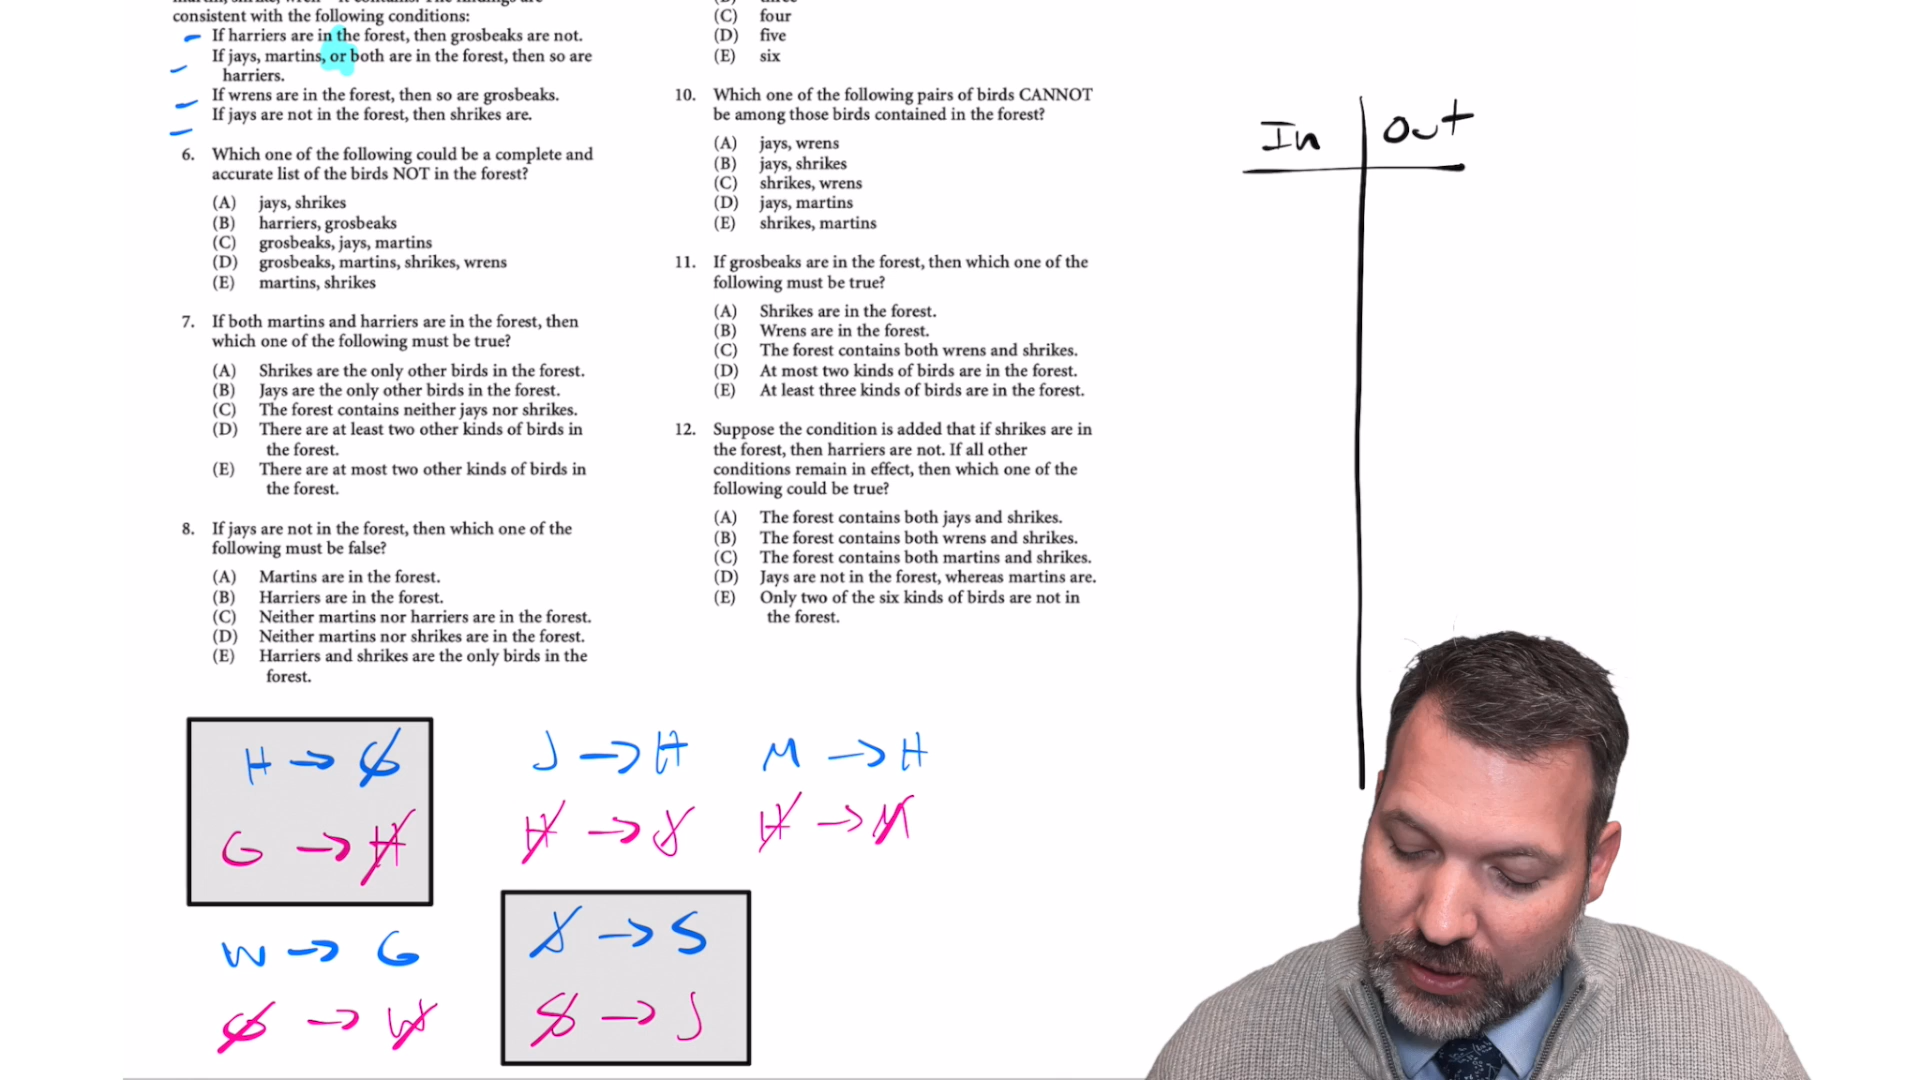 consistent with the following conditions:
If harriers are in the forest, then grosbeaks are not.
If jays, martins, or both are in the forest, then so are
harriers.
If wrens are in the forest, then so are grosbeaks.
If jays are not in the forest, then shrikes are.
6. Which one of the following could be a complete and
accurate list of the birds NOT in the forest?
(A) jays, shrikes
(B) harriers, grosbeaks
(C) grosbeaks, jays, martins
(D) grosbeaks, martins, shrikes, wrens
(E) martins, shrikes
7. If both martins and harriers are in the forest, then
which one of the following must be true?
(A) Shrikes are the only other birds in the forest.
(B) Jays are the only other birds in the forest.
(C) The forest contains neither jays nor shrikes.
(D) There are at least two other kinds of birds in
the forest.
(E) There are at most two other kinds of birds in
the forest.
8. If jays are not in the forest, then which one of the
following must be false?
(A) Martins are in the forest.
(B) Harriers are in the forest.
(C) Neither martins nor harriers are in the forest.
(D) Neither martins nor shrikes are in the forest.
(E) Harriers and shrikes are the only birds in the
forest.
(C) four
(D) five
(E) six
10. Which one of the following pairs of birds CANNOT
be among those birds contained in the forest?
(A) jays, wrens
(B) jays, shrikes
(C) shrikes, wrens
(D) jays, martins
(E) shrikes, martins
11. If grosbeaks are in the forest, then which one of the
following must be true?
(A) Shrikes are in the forest.
(B) Wrens are in the forest.
(C) The forest contains both wrens and shrikes.
(D) At most two kinds of birds are in the forest.
(E) At least three kinds of birds are in the forest.
12. Suppose the condition is added that if shrikes are in
the forest, then harriers are not. If all other
conditions remain in effect, then which one of the
following could be true?
(A) The forest contains both jays and shrikes.
(B) The forest contains both wrens and shrikes.
(C) The forest contains both martins and shrikes.
(D) Jays are not in the forest, whereas martins are.
(E) Only two of the six kinds of birds are not in
the forest.
In Out
H → G̸
G → H̸
J → H
H̸ → J̸
M → H
H̸ → M̸
W → G
G̸ → W̸
J̸ → S
S̸ → J